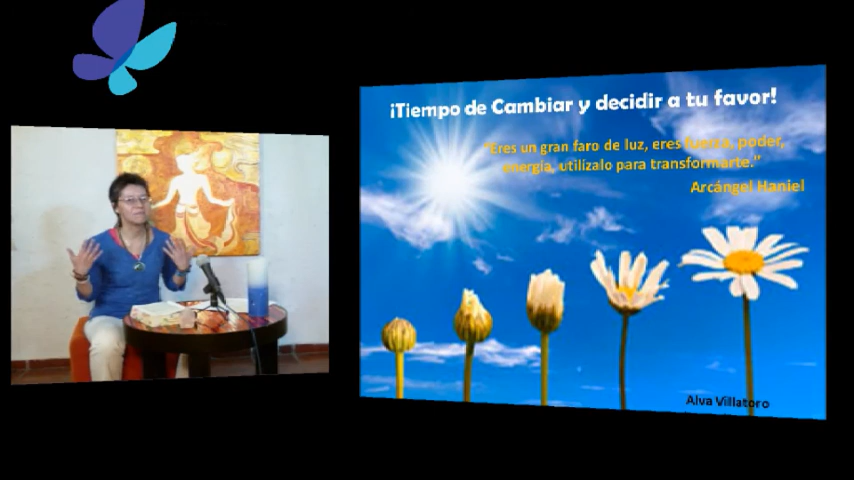 ¡Tiempo de Cambiar y decidir a tu favor!
"Eres un gran faro de luz, eres fuerza, poder,
energía, utilízalo para transformarte."
Arcángel Haniel
Alva Villatoro